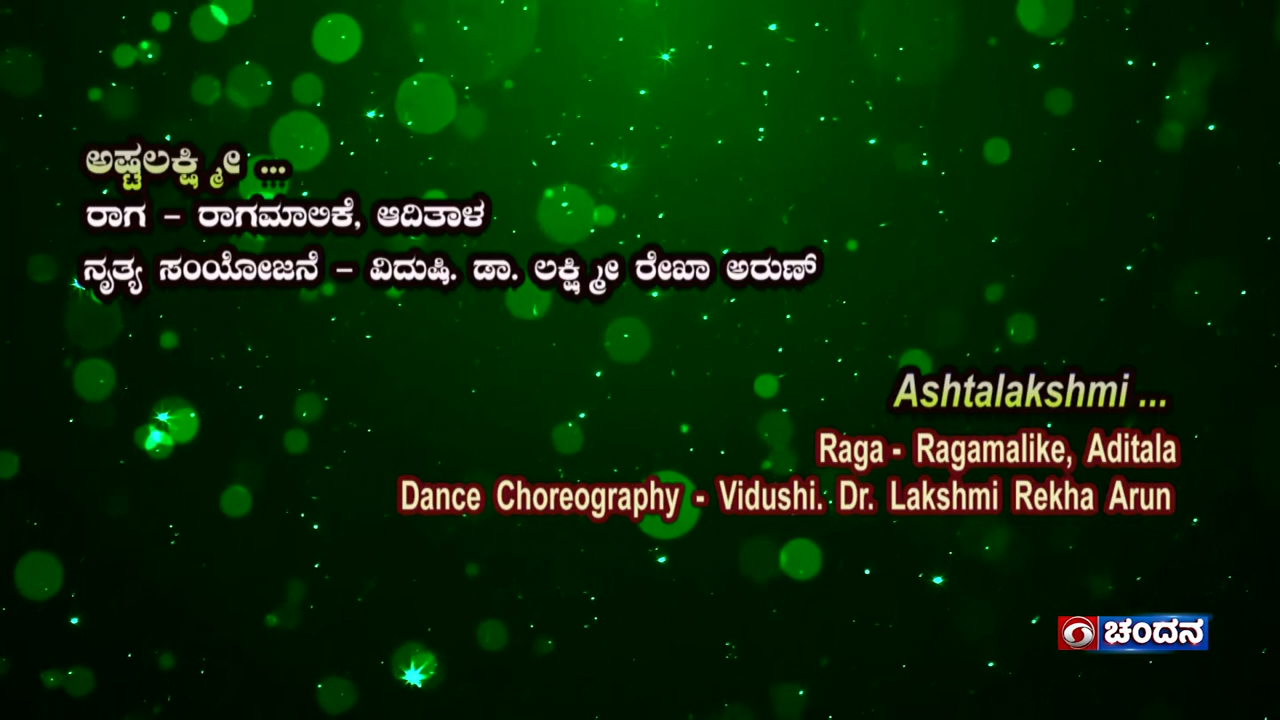 ಅಷ್ಟಲಕ್ಷ್ಮೀ ...
ರಾಗ – ರಾಗಮಾಲಿಕೆ, ಆದಿತಾಳ
ನೃತ್ಯ ಸಂಯೋಜನೆ – ವಿದುಷಿ. ಡಾ. ಲಕ್ಷ್ಮೀ ರೇಖಾ ಅರುಣ್
Ashtalakshmi ...
Raga - Ragamalike, Aditala
Dance Choreography - Vidushi. Dr. Lakshmi Rekha Arun
ಚಂದನ